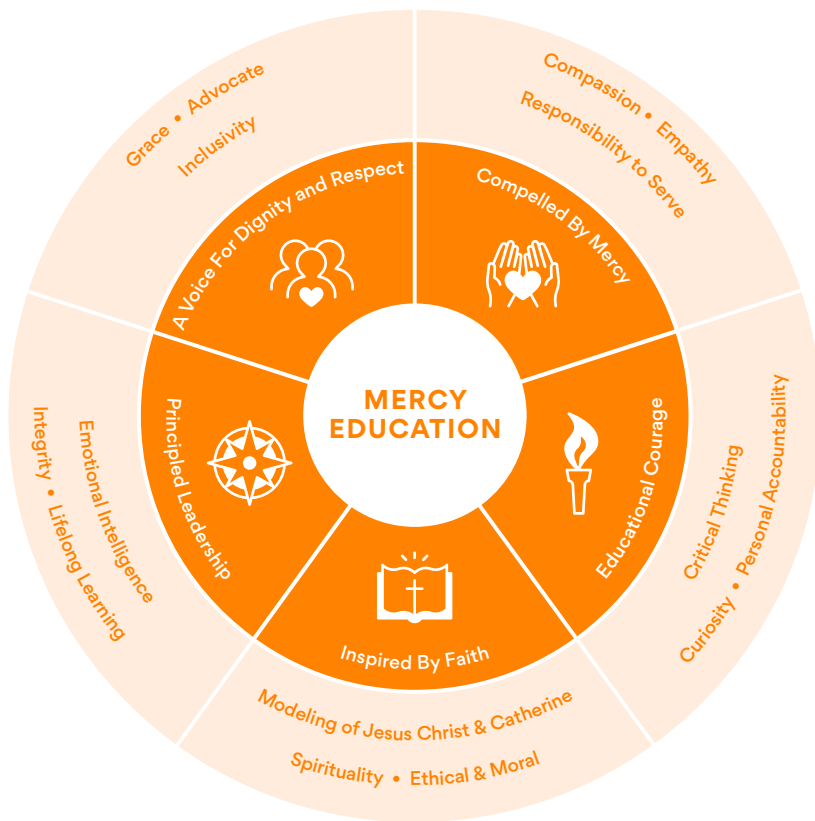 MERCY
EDUCATION
A Voice For Dignity and Respect
Grace • Advocate
Inclusivity
Compelled By Mercy
Compassion • Empathy
Responsibility to Serve
Educational Courage
Critical Thinking
Curiosity • Personal Accountability
Inspired By Faith
Modeling of Jesus Christ & Catherine
Spirituality • Ethical & Moral
Principled Leadership
Emotional Intelligence
Integrity • Lifelong Learning